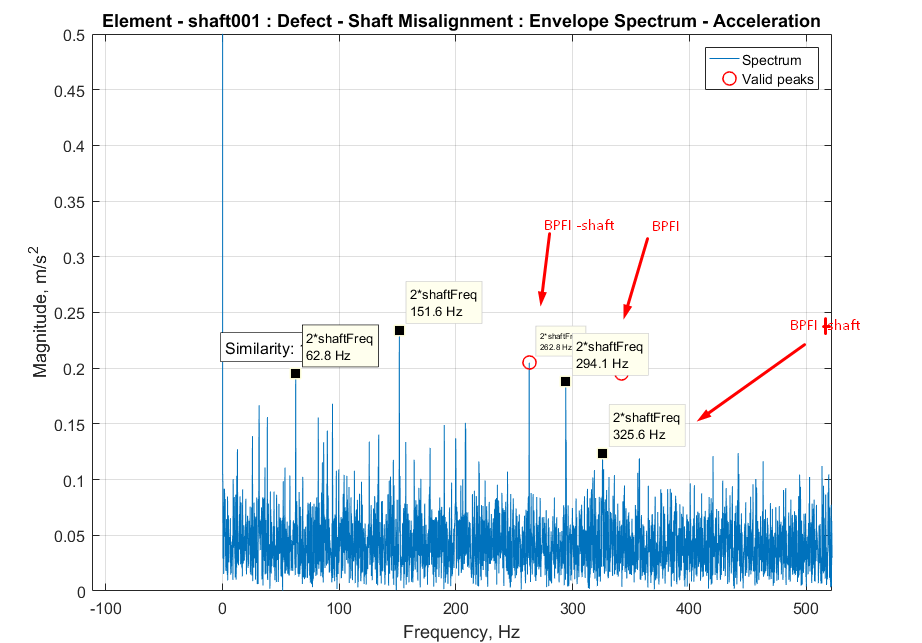 Element - shaft001 : Defect - Shaft Misalignment : Envelope Spectrum - Acceleration
0.5
Spectrum
Valid peaks
0.45
0.4
0.35
BPFI -shaft
BPFI
0.3
2*shaftFreq
151.6 Hz
0.25
BPFI +shaft
Similarity:
2*shaftFreq
62.8 Hz
2*shaftFreq
262.8 Hz
2*shaftFreq
294.1 Hz
0.2
2*shaftFreq
325.6 Hz
0.15
0.1
0.05
0
-100
0
100
200
300
400
500
Magnitude, m/s2
Frequency, Hz